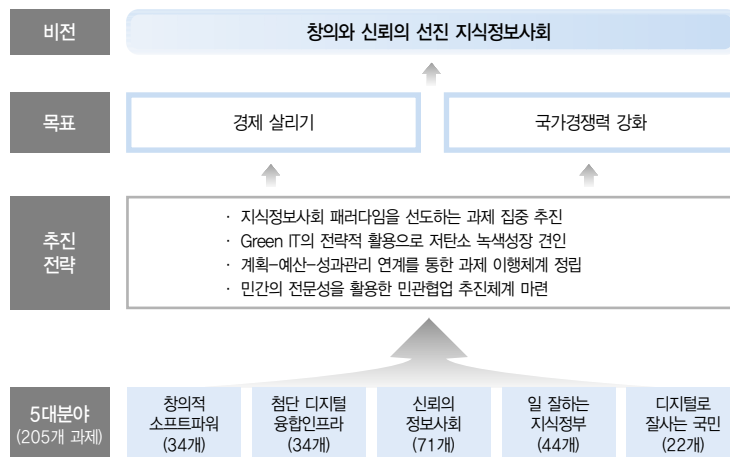 비전
창의와 신뢰의 선진 지식정보사회
목표
경제 살리기
국가경쟁력 강화
추진
전략
· 지식정보사회 패러다임을 선도하는 과제 집중 추진
· Green IT의 전략적 활용으로 저탄소 녹색성장 견인
· 계획-예산-성과관리 연계를 통한 과제 이행체계 정립
· 민간의 전문성을 활용한 민관협업 추진체계 마련
5대분야
(205개 과제)
창의적
소프트파워
(34개)
첨단 디지털
융합인프라
(34개)
신뢰의
정보사회
(71개)
일 잘하는
지식정부
(44개)
디지털로
잘사는 국민
(22개)